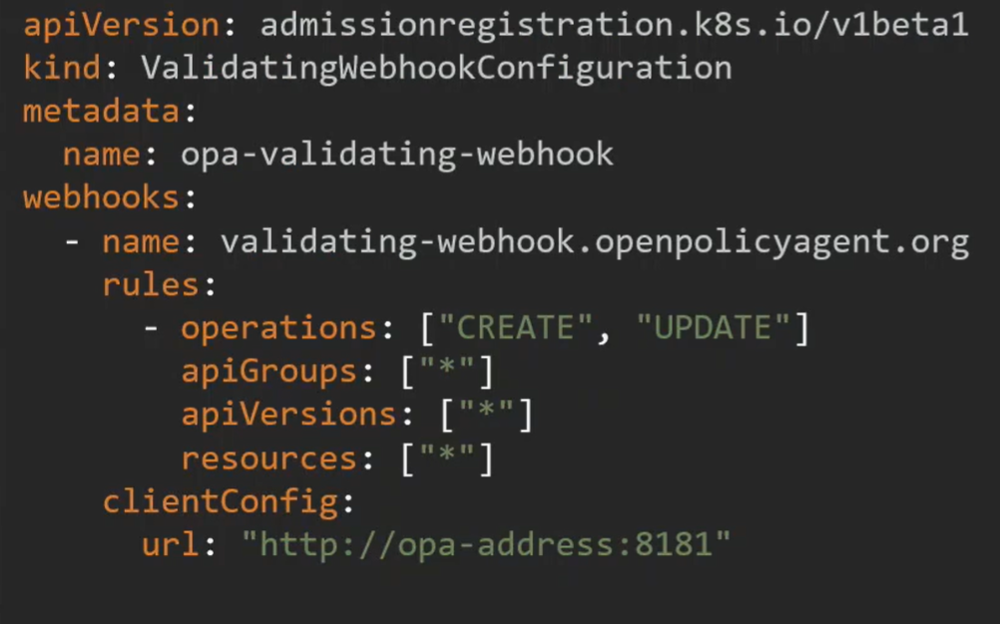 apiVersion: admissionregistration.k8s.io/v1beta1
kind: ValidatingWebhookConfiguration
metadata:
  name: opa-validating-webhook
webhooks:
  - name: validating-webhook.openpolicyagent.org
    rules:
      - operations: ["CREATE", "UPDATE"]
        apiGroups: ["*"]
        apiVersions: ["*"]
        resources: ["*"]
    clientConfig:
      url: "http://opa-address:8181"